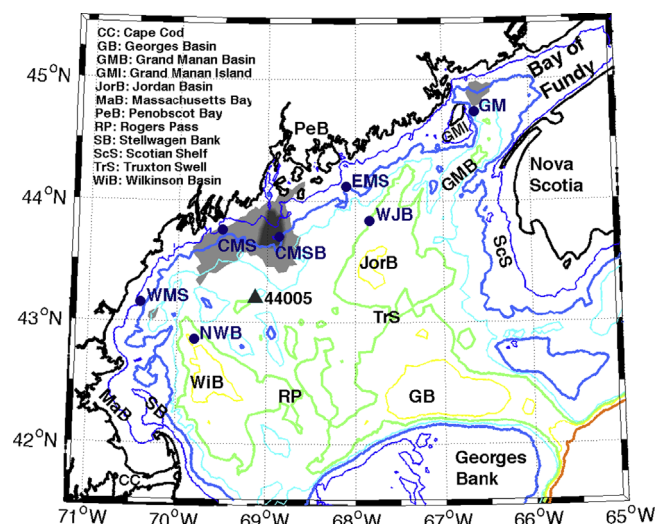 CC: Cape Cod
GB: Georges Basin
GMB: Grand Manan Basin
GMI: Grand Manan Island
JorB: Jordan Basin
MaB: Massachusetts Bay
PeB: Penobscot Bay
RP: Rogers Pass
SB: Stellwagen Bank
ScS: Scotian Shelf
TrS: Truxton Swell
WiB: Wilkinson Basin
45°N
44°N
43°N
42°N
Bay of
Fundy
GM
GMI
GMB
PeB
Nova
Scotia
EMS
WJB
CMS
CMSB
JorB
ScS
WMS
44005
TrS
NWB
WiB
RP
GB
MaB
SB
CC
Georges
Bank
71°W
70°W
69°W
68°W
67°W
66°W
65°W